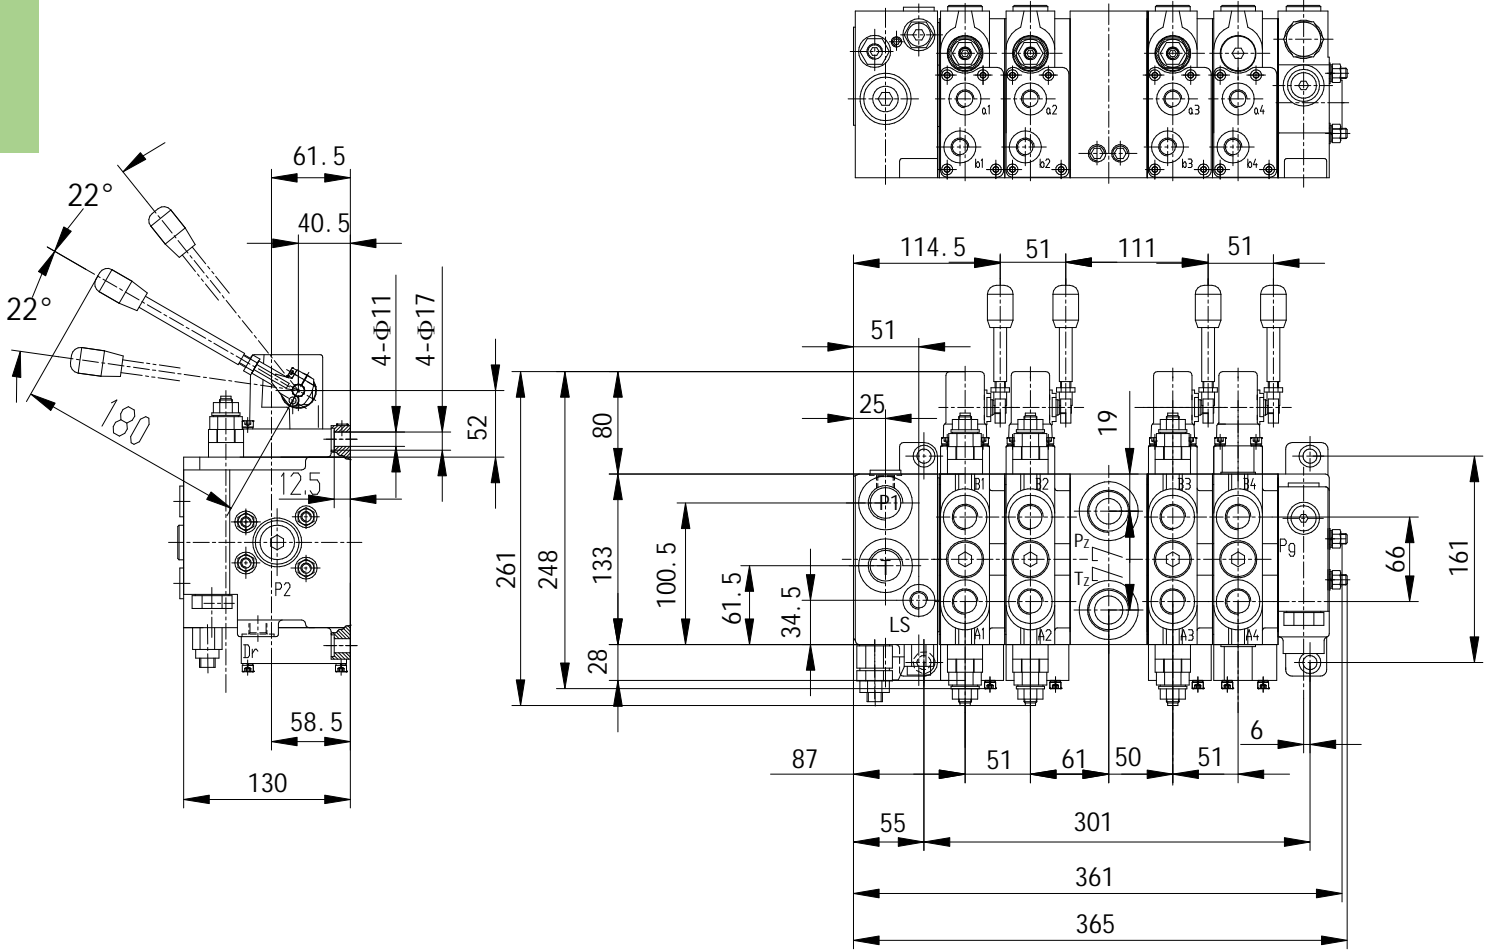 a1
a2
a3
a4
b1
b2
b3
b4
61.5
22°
40.5
22°
4-Φ11
4-Φ17
52
180
12.5
P2
Dr
58.5
130
114.5
51
111
51
51
25
80
19
261
248
133
100.5
61.5
34.5
28
P1
T
LS
B1
B2
B3
B4
Pz
Tz
Pg
A1
A2
A3
A4
66
161
6
87
51
61
50
51
55
301
361
365